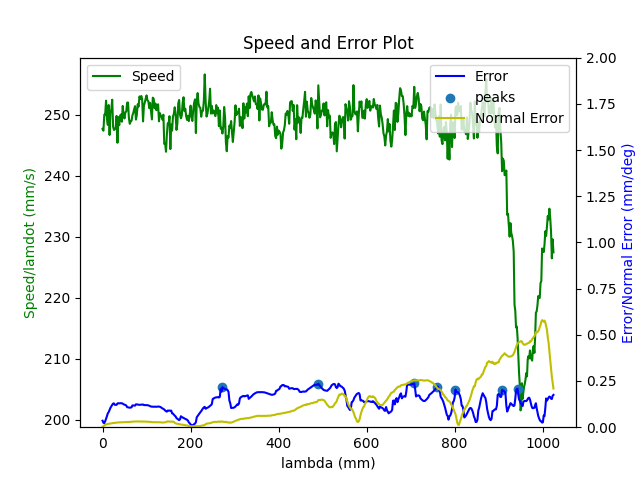 Speed and Error Plot
Speed
Error
peaks
Normal Error
Speed/lamdot (mm/s)
200
210
220
230
240
250
Error/Normal Error (mm/deg)
0.00
0.25
0.50
0.75
1.00
1.25
1.50
1.75
2.00
0
200
400
600
800
1000
lambda (mm)